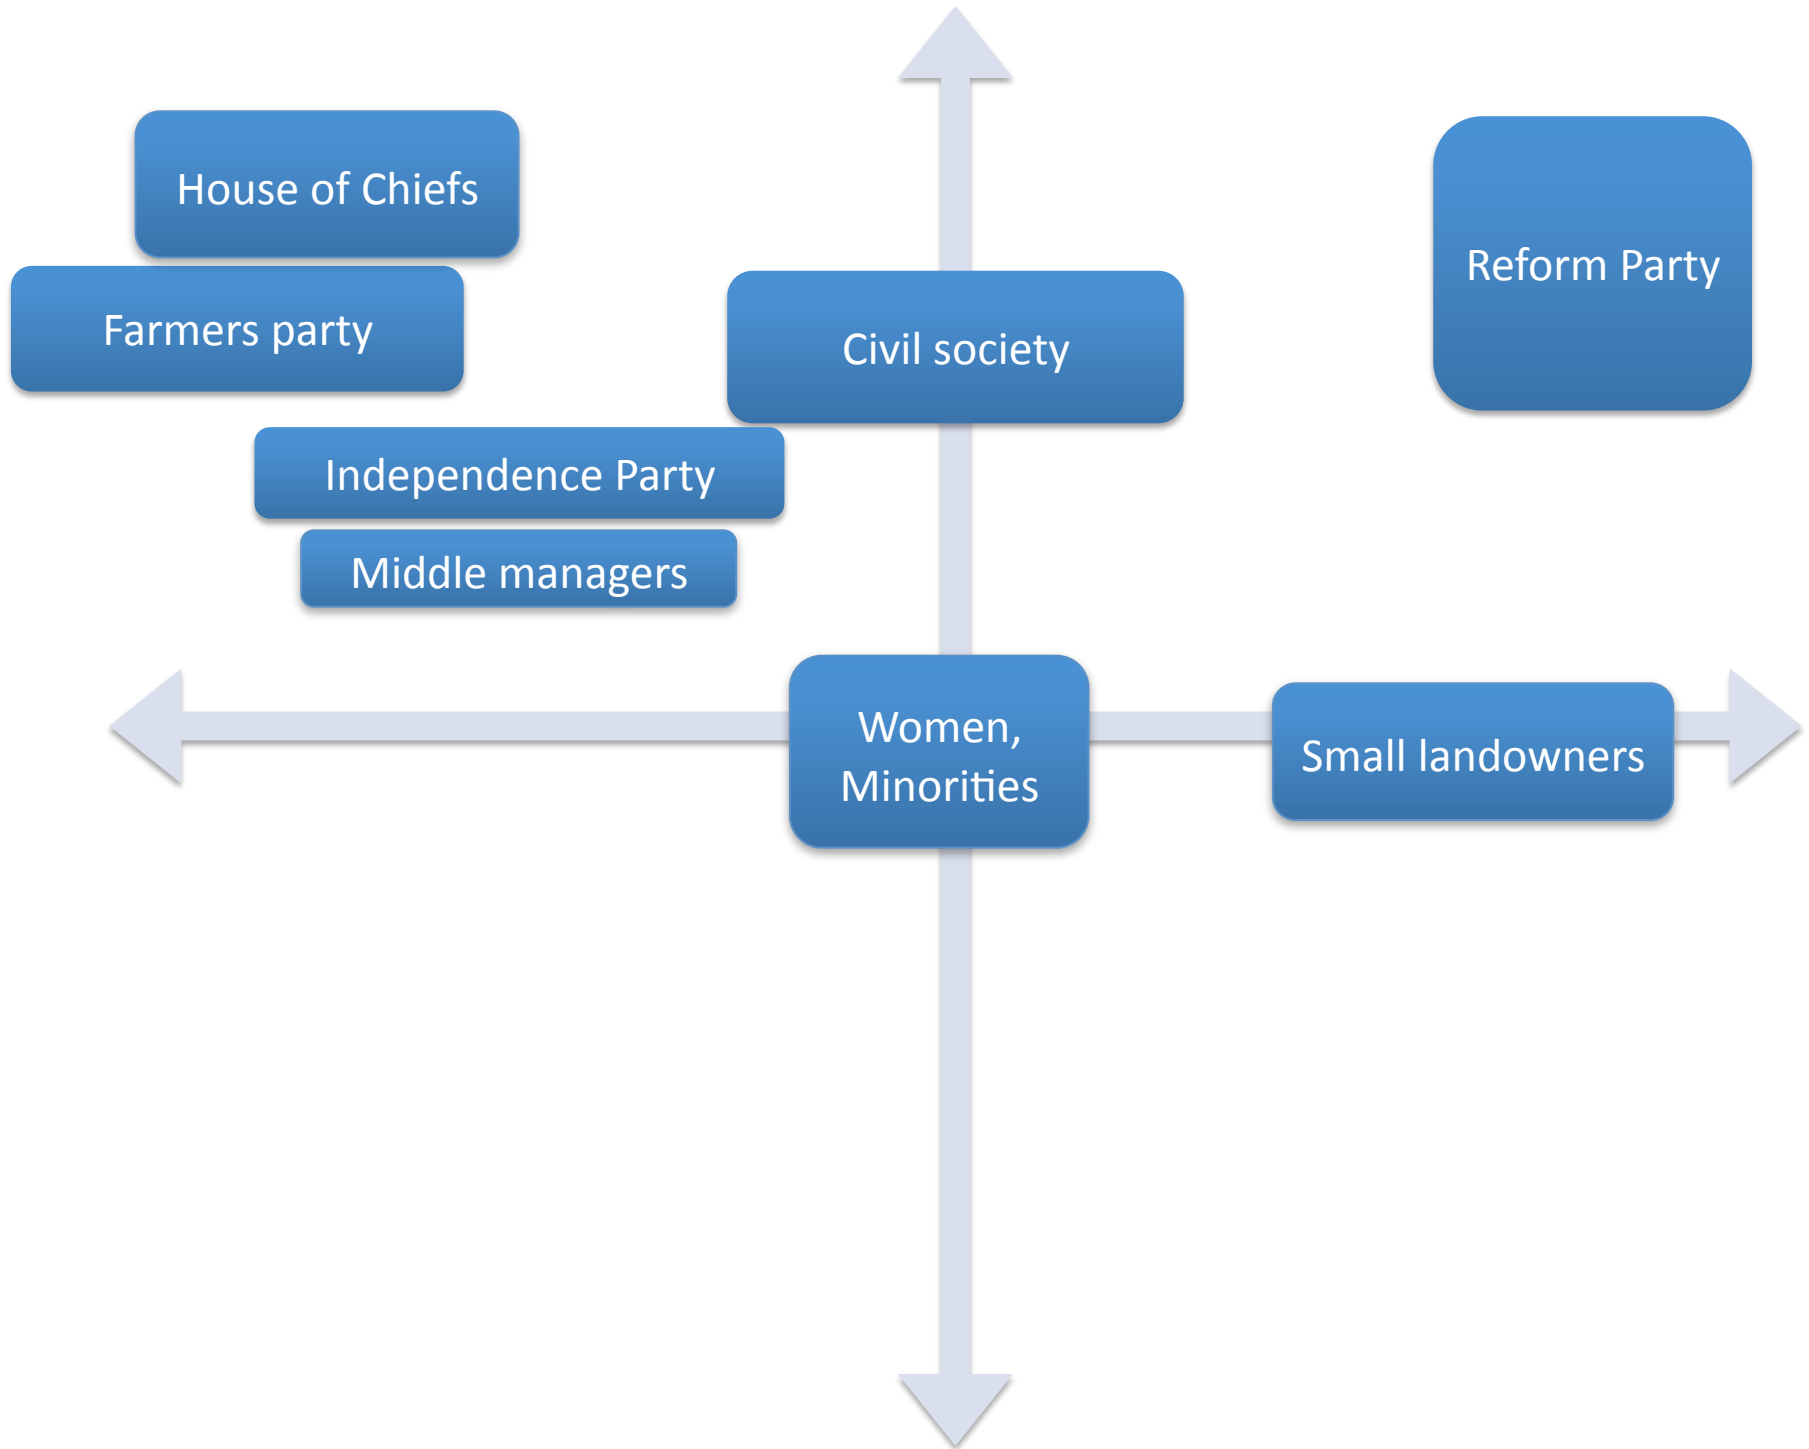 House of Chiefs
Reform Party
Farmers party
Civil society
Independence Party
Middle managers
Women,
Minorities
Small landowners